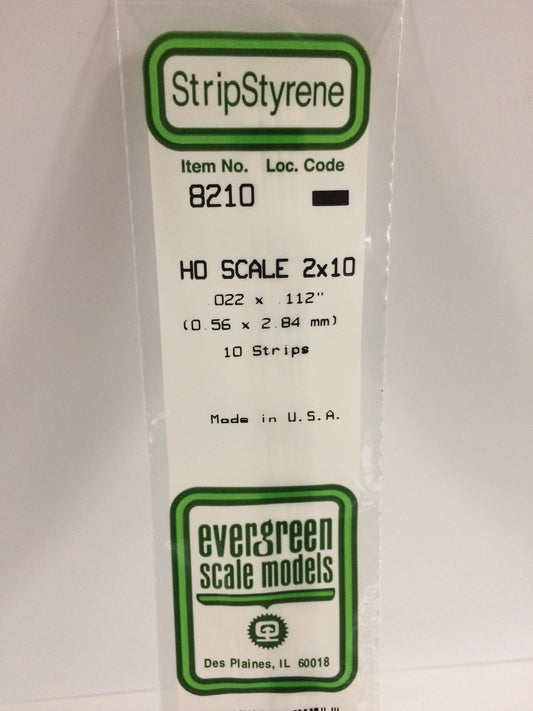 StripStyrene
Item No. Loc. Code
8210
HO SCALE 2x10
.022 x .112"
(0.56 x 2.84 mm)
10 Strips
Made in U.S.A.
evergreen
scale models
Des Plaines, IL 60018